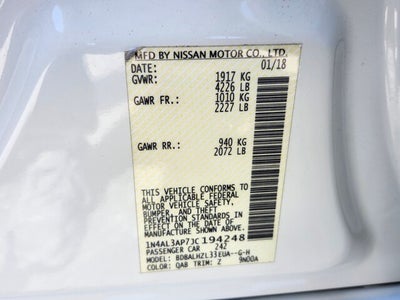 MFD BY NISSAN MOTOR CO., LTD.
DATE: 01/18
GVWR: 1917 KG
4226 LB
GAWR FR.: 1010 KG
2227 LB
GAWR RR.: 940 KG
2072 LB
THIS VEHICLE CONFORMS TO
ALL APPLICABLE FEDERAL
MOTOR VEHICLE SAFETY,
BUMPER, AND THEFT
PREVENTION STANDARDS IN
EFFECT ON THE DATE OF
MANUFACTURE SHOWN ABOVE.
1N4AL3AP7JC194248
PASSENGER CAR 242
MODEL: BDBALHZL33EUA--G-H
COLOR: QAB TRIM: Z 9N00A